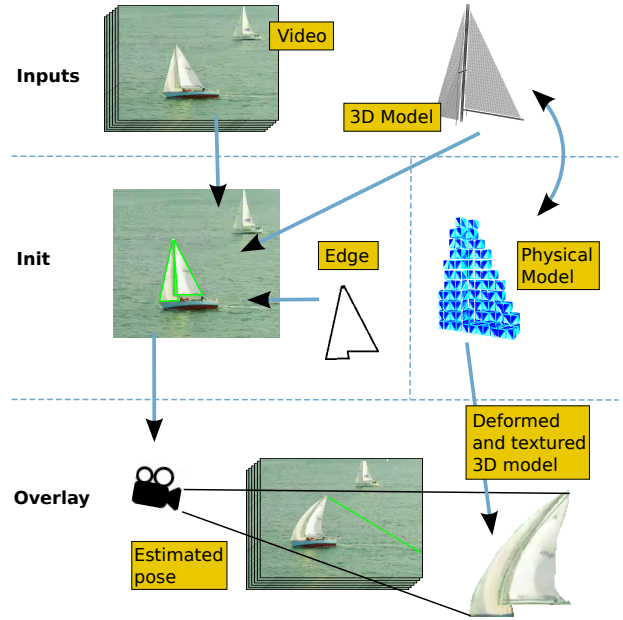 Video
Inputs
3D Model
Edge
Physical
Model
Init
Deformed
and textured
3D model
Overlay
Estimated
pose